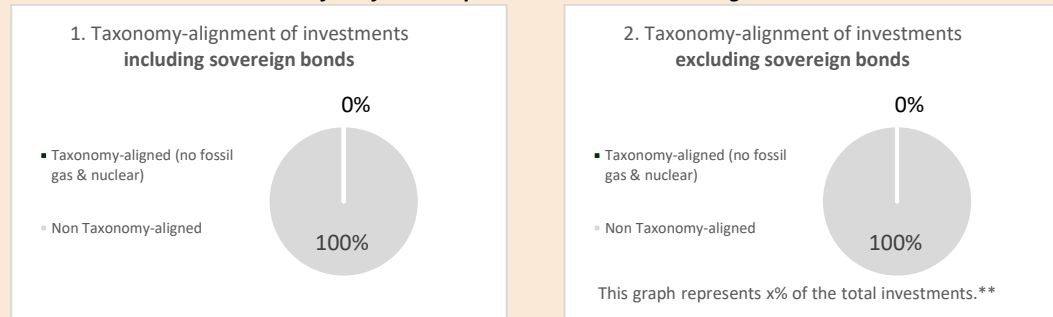 1. Taxonomy-alignment of investments
including sovereign bonds
0%
Taxonomy-aligned (no fossil
gas & nuclear)
Non Taxonomy-aligned
100%
2. Taxonomy-alignment of investments
excluding sovereign bonds
0%
Taxonomy-aligned (no fossil
gas & nuclear)
Non Taxonomy-aligned
100%
This graph represents x% of the total investments.**